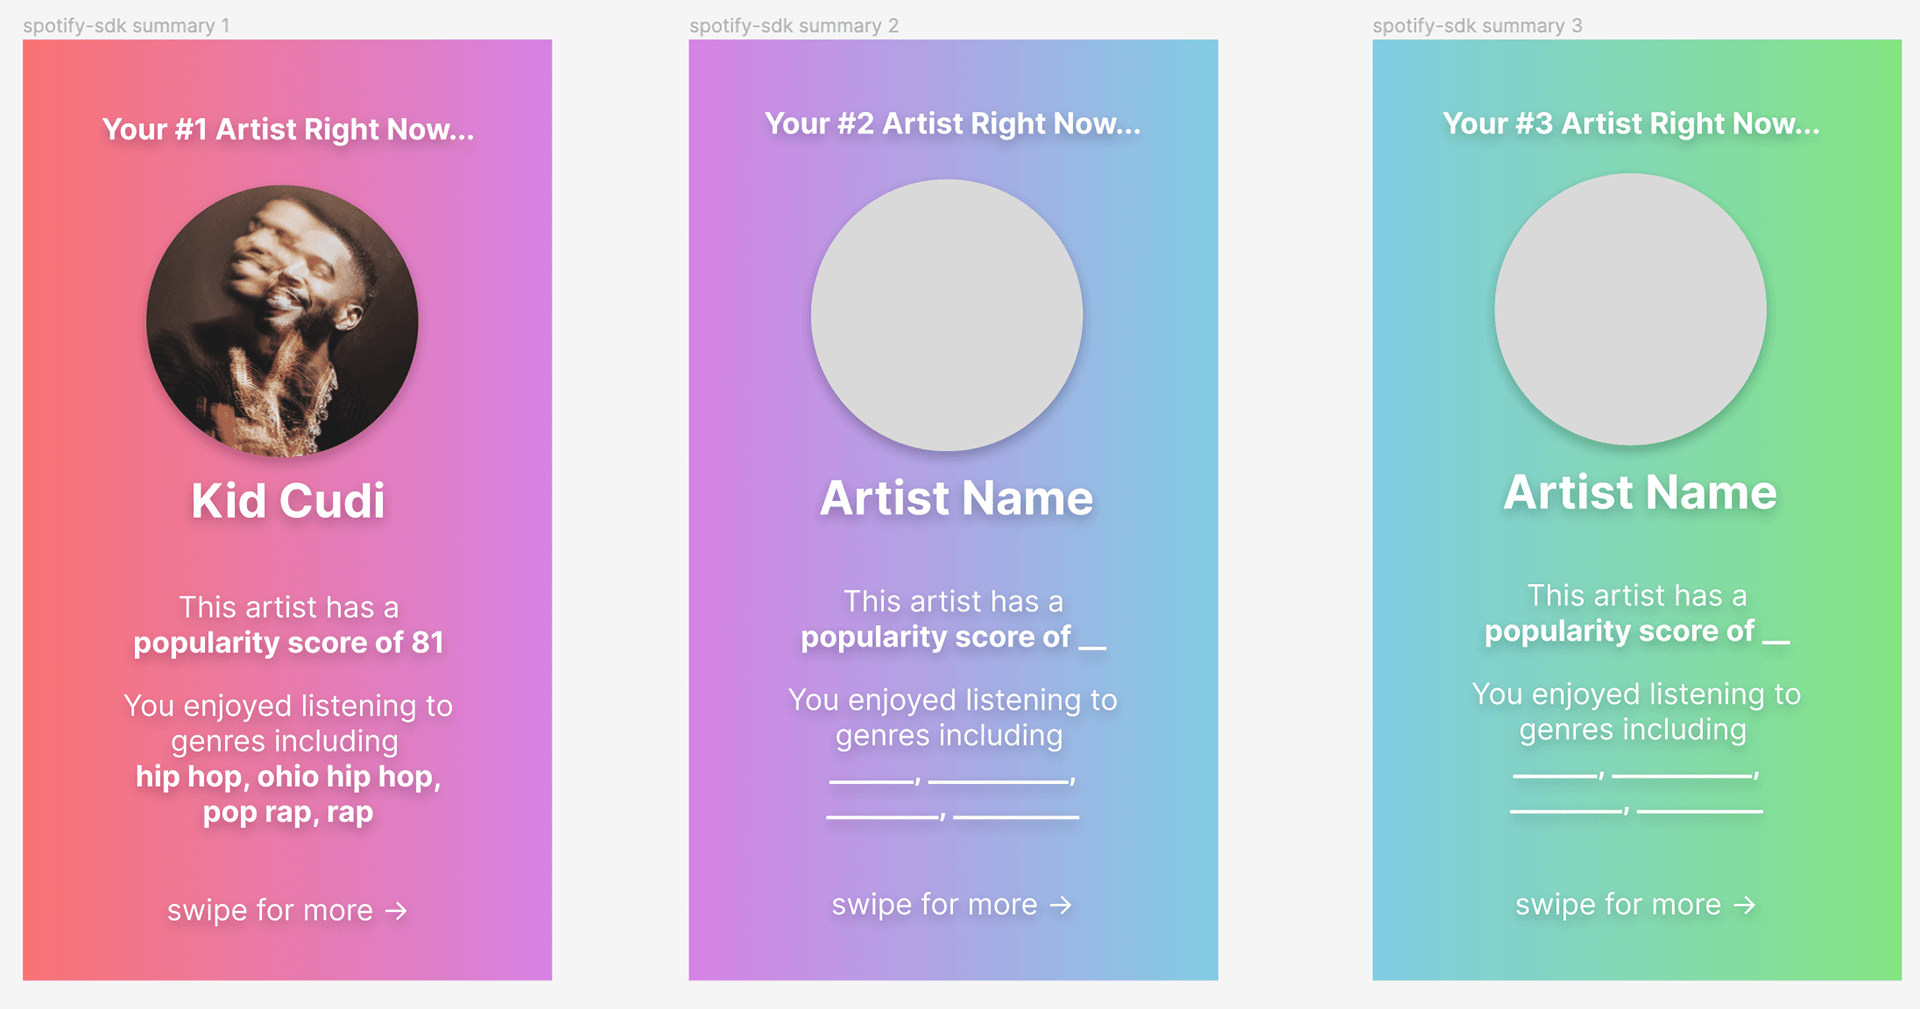 spotify-sdk summary 1
Your #1 Artist Right Now...
Kid Cudi
This artist has a
popularity score of 81
You enjoyed listening to
genres including
hip hop, ohio hip hop,
pop rap, rap
swipe for more →
spotify-sdk summary 2
Your #2 Artist Right Now...
Artist Name
This artist has a
popularity score of __
You enjoyed listening to
genres including
______, __________,
________, _________
swipe for more →
spotify-sdk summary 3
Your #3 Artist Right Now...
Artist Name
This artist has a
popularity score of __
You enjoyed listening to
genres including
______, __________,
________, _________
swipe for more →